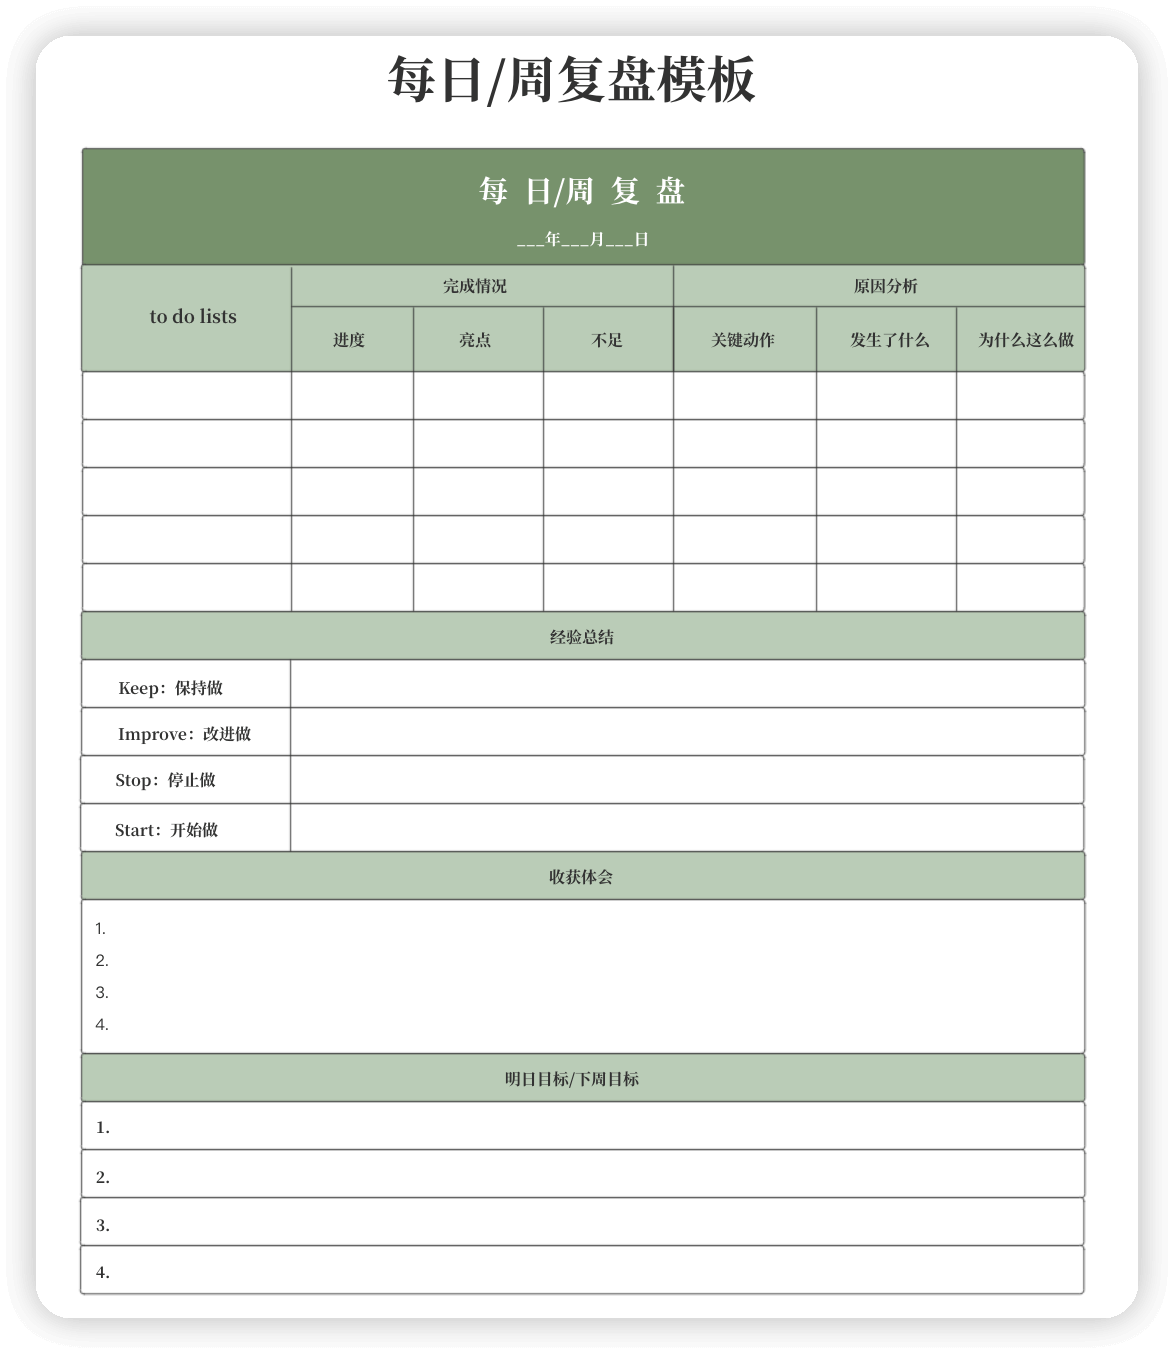 每日/周复盘模板
每 日/周 复 盘
___年___月___日
to do lists
完成情况
原因分析
进度
亮点
不足
关键动作
发生了什么
为什么这么做
经验总结
Keep：保持做
Improve：改进做
Stop：停止做
Start：开始做
收获体会
1.
2.
3.
4.
明日目标/下周目标
1.
2.
3.
4.